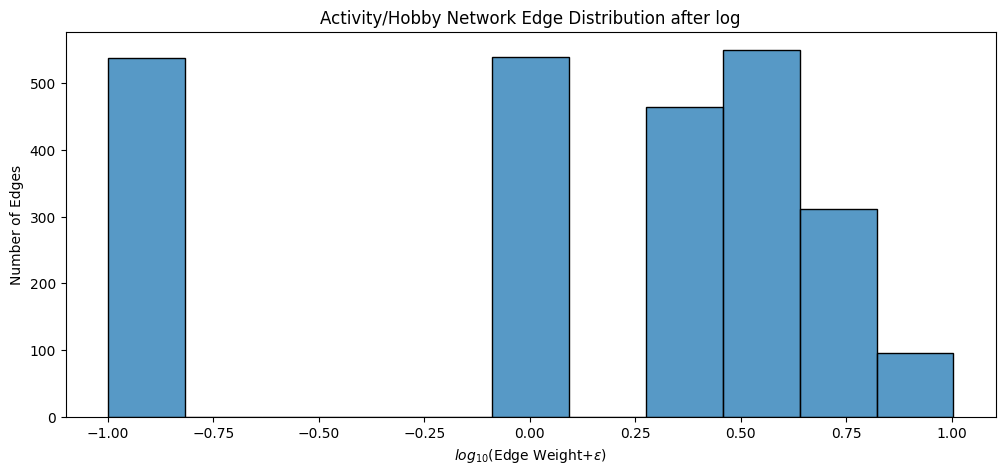 Activity/Hobby Network Edge Distribution after log
Number of Edges
500
400
300
200
100
0
−1.00 −0.75 −0.50 −0.25 0.00 0.25 0.50 0.75 1.00
log₁₀(Edge Weight+ε)